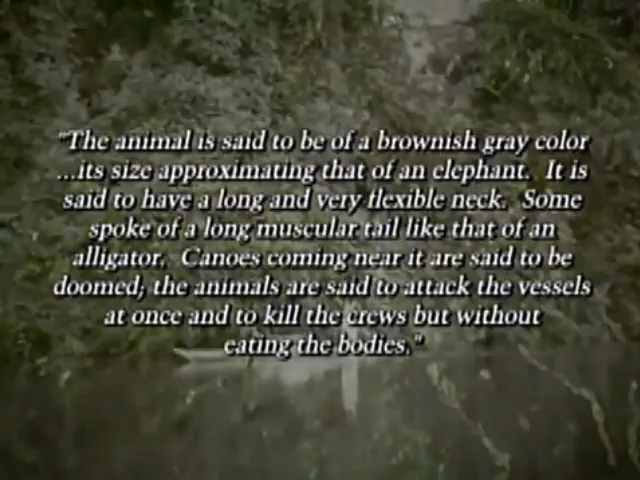 "The animal is said to be of a brownish gray color
...its size approximating that of an elephant. It is
said to have a long and very flexible neck. Some
spoke of a long muscular tail like that of an
alligator. Canoes coming near it are said to be
doomed; the animals are said to attack the vessels
at once and to kill the crews but without
eating the bodies."